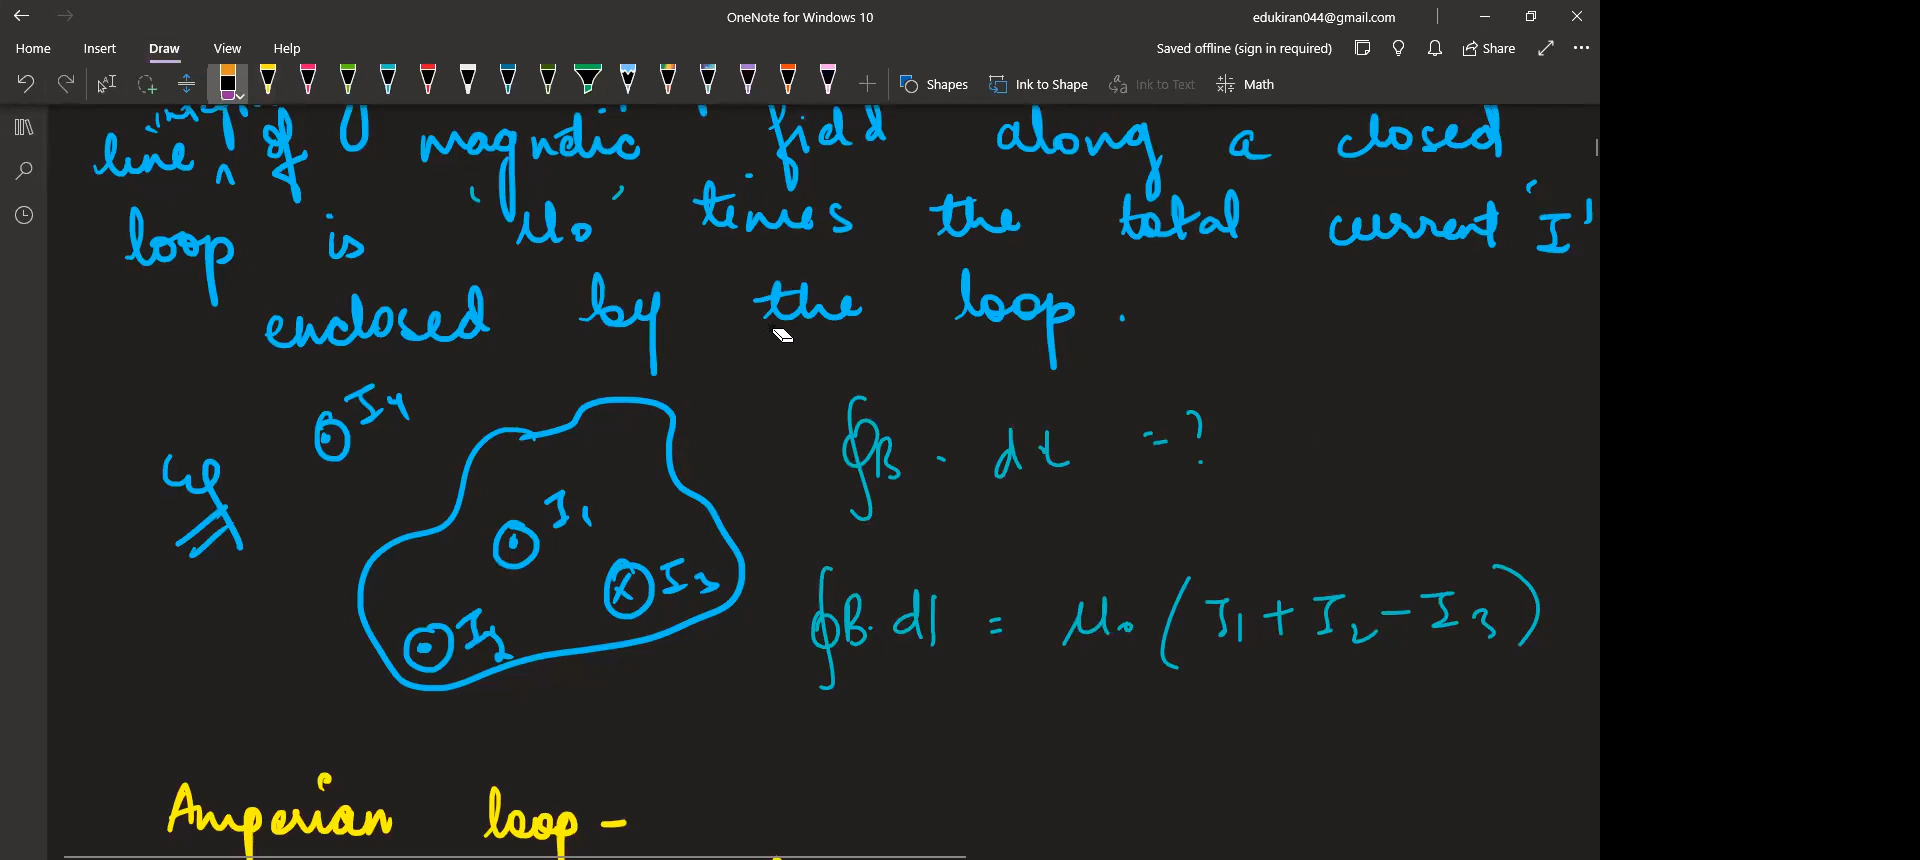 OneNote for Windows 10
edukiran044@gmail.com
Home Insert Draw View Help
Saved offline (sign in required) Share
Shapes Ink to Shape Ink to Text Math
line of magnetic field along a closed
loop is 'μo' times the total current 'I'
enclosed by the loop.
I4
∮B . dl = ?
I1
I3
I2
∮B. dl = μo (I1 + I2 - I3)
Amperian loop -